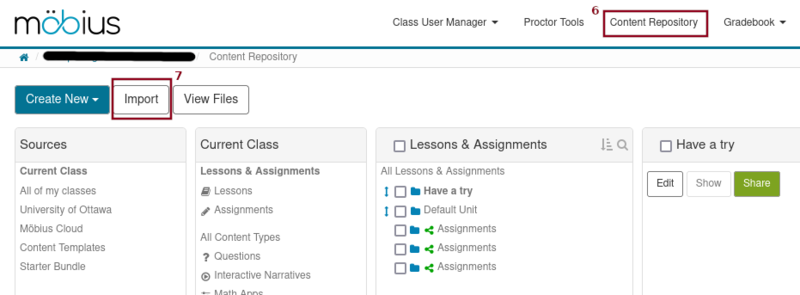 möbius
Class User Manager
Proctor Tools
6
Content Repository
Gradebook
/ / Content Repository
7
Create New
Import
View Files
Sources
Current Class
All of my classes
University of Ottawa
Möbius Cloud
Content Templates
Starter Bundle
Current Class
Lessons & Assignments
Lessons
Assignments
All Content Types
Questions
Interactive Narratives
Math Apps
Lessons & Assignments
All Lessons & Assignments
Have a try
Default Unit
Assignments
Assignments
Assignments
Have a try
Edit
Show
Share